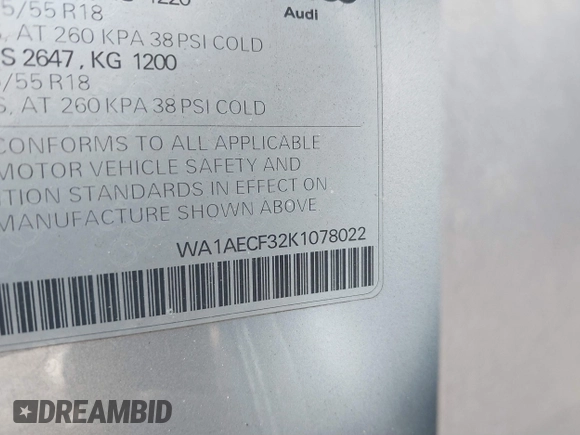 5/55 R18
Audi
, AT 260 KPA 38 PSI COLD
S 2647, KG 1200
/55 R18
S, AT 260 KPA 38 PSI COLD
CONFORMS TO ALL APPLICABLE
MOTOR VEHICLE SAFETY AND
TION STANDARDS IN EFFECT ON
MANUFACTURE SHOWN ABOVE
WA1AECF32K1078022
DREAMBID